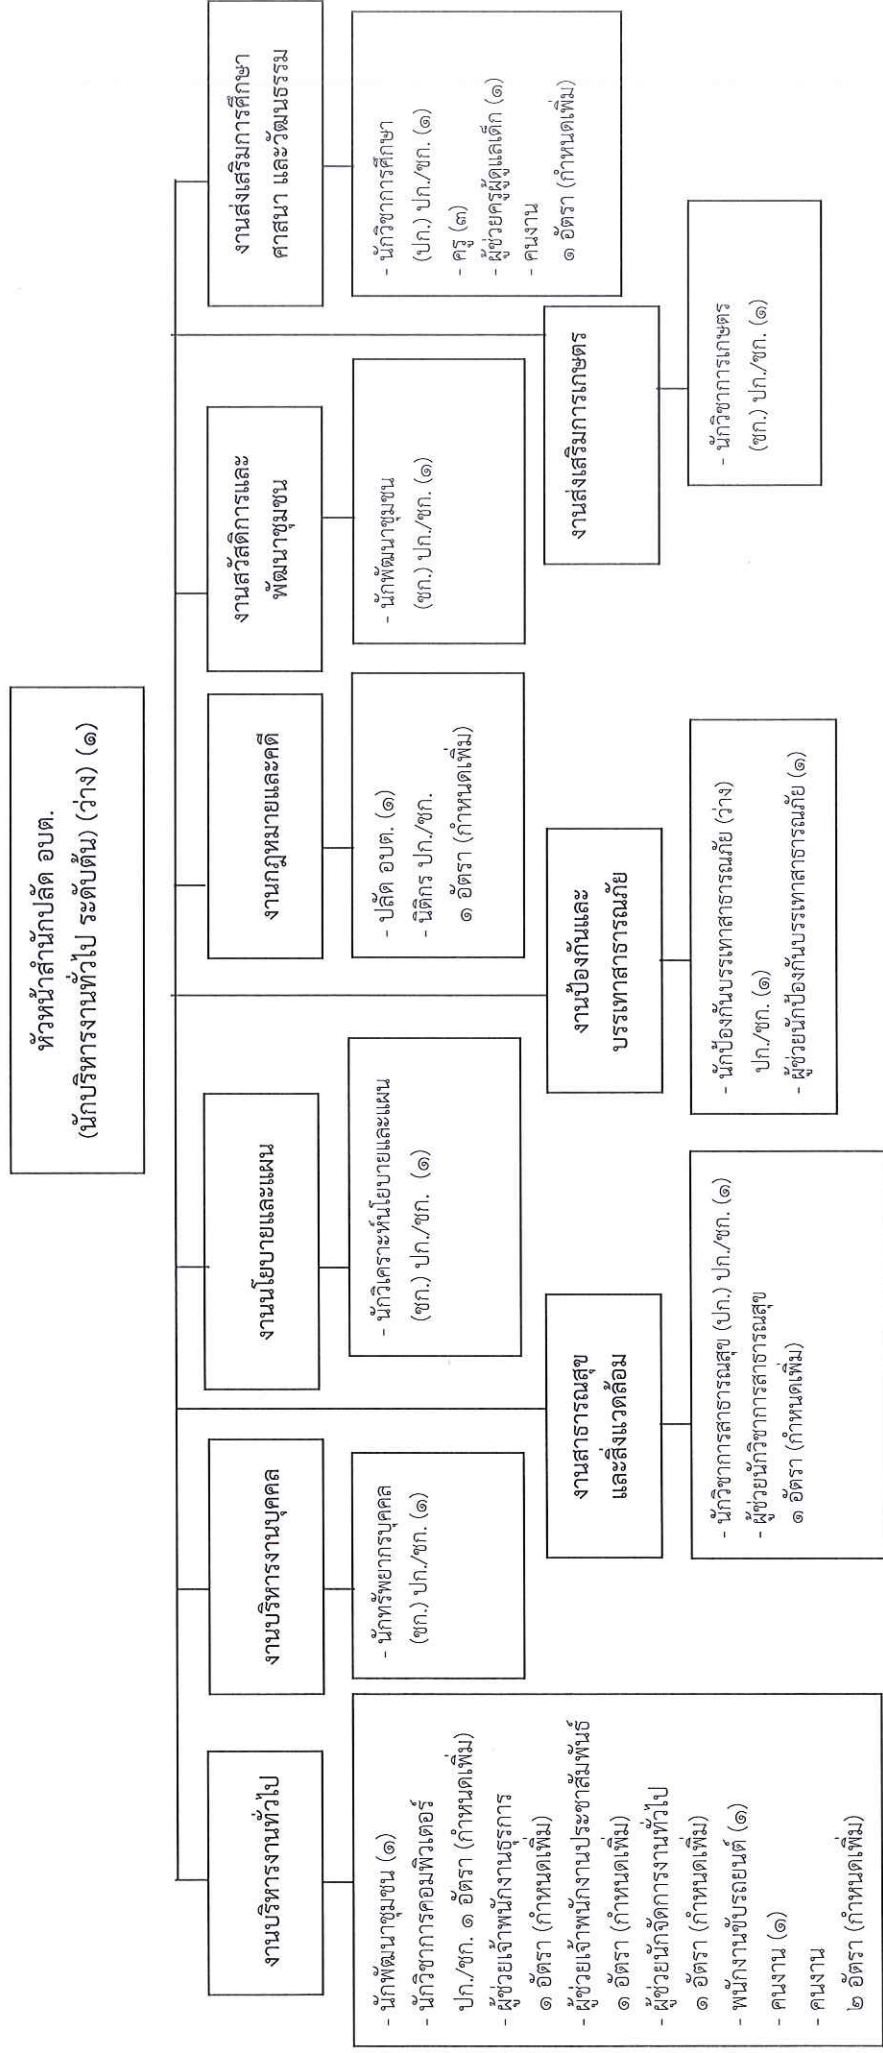 หัวหน้าสำนักปลัด อบต.
(นักบริหารงานทั่วไป ระดับต้น) (ว่าง) (๑)
งานบริหารงานทั่วไป
- นักพัฒนาชุมชน (๑)
- นักวิชาการคอมพิวเตอร์
ปก./ชก. ๑ อัตรา (กำหนดเพิ่ม)
- ผู้ช่วยเจ้าพนักงานธุรการ
๑ อัตรา (กำหนดเพิ่ม)
- ผู้ช่วยเจ้าพนักงานประชาสัมพันธ์
๑ อัตรา (กำหนดเพิ่ม)
- ผู้ช่วยนักจัดการงานทั่วไป
๑ อัตรา (กำหนดเพิ่ม)
- พนักงานขับรถยนต์ (๑)
- คนงาน (๑)
- คนงาน
๒ อัตรา (กำหนดเพิ่ม)
งานบริหารงานบุคคล
- นักทรัพยากรบุคคล
(ชก.) ปก./ชก. (๑)
งานนโยบายและแผน
- นักวิเคราะห์นโยบายและแผน
(ชก.) ปก./ชก. (๑)
งานกฎหมายและคดี
- ปลัด อบต. (๑)
- นิติกร ปก./ชก.
๑ อัตรา (กำหนดเพิ่ม)
งานสวัสดิการและ
พัฒนาชุมชน
- นักพัฒนาชุมชน
(ชก.) ปก./ชก. (๑)
งานส่งเสริมการศึกษา
ศาสนา และวัฒนธรรม
- นักวิชาการศึกษา
(ปก.) ปก./ชก. (๑)
- ครู (๓)
- ผู้ช่วยครูผู้ดูแลเด็ก (๑)
- คนงาน
๑ อัตรา (กำหนดเพิ่ม)
งานสาธารณสุข
และสิ่งแวดล้อม
- นักวิชาการสาธารณสุข (ปก.) ปก./ชก. (๑)
- ผู้ช่วยนักวิชาการสาธารณสุข
๑ อัตรา (กำหนดเพิ่ม)
งานป้องกันและ
บรรเทาสาธารณภัย
- นักป้องกันบรรเทาสาธารณภัย (ว่าง)
ปก./ชก. (๑)
- ผู้ช่วยนักป้องกันบรรเทาสาธารณภัย (๑)
งานส่งเสริมการเกษตร
- นักวิชาการเกษตร
(ชก.) ปก./ชก. (๑)